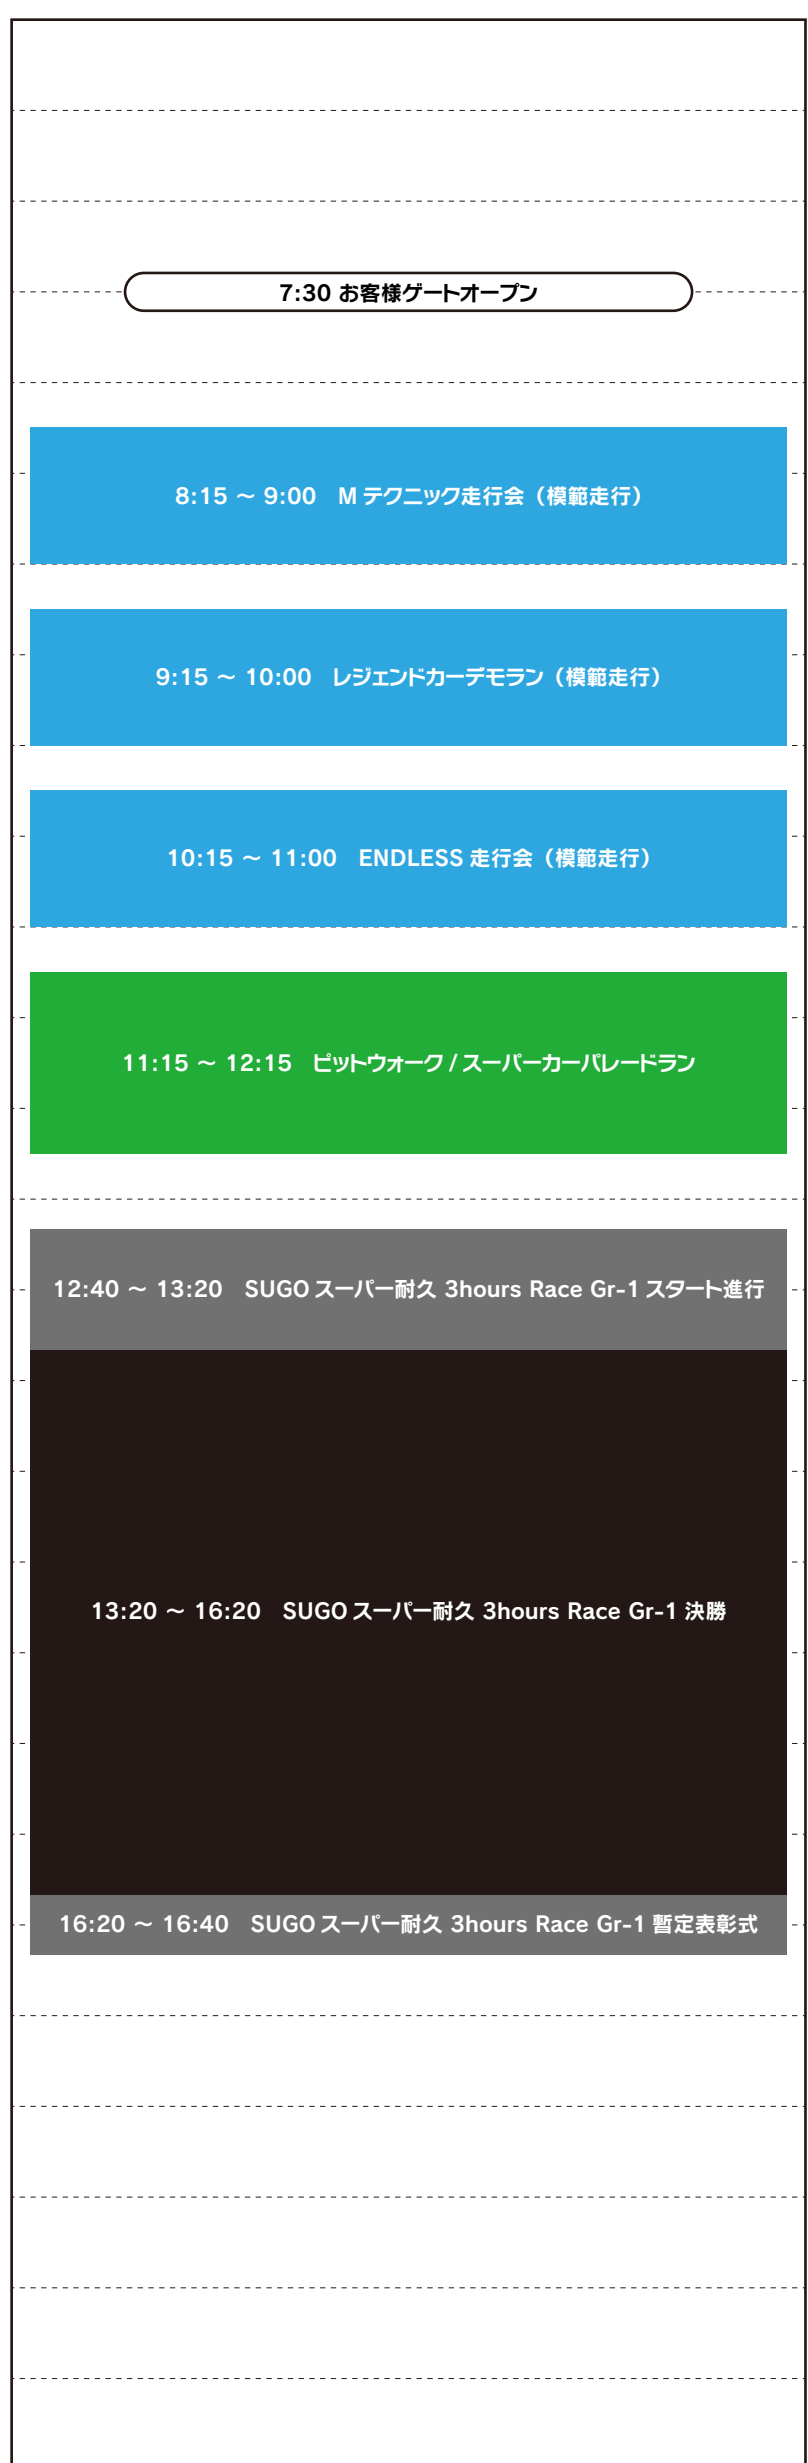 7:30 お客様ゲートオープン
8:15 ～ 9:00　M テクニック走行会（模範走行）
9:15 ～ 10:00　レジェンドカーデモラン（模範走行）
10:15 ～ 11:00　ENDLESS 走行会（模範走行）
11:15 ～ 12:15　ピットウォーク / スーパーカーパレードラン
12:40 ～ 13:20　SUGO スーパー耐久 3hours Race Gr-1 スタート進行
13:20 ～ 16:20　SUGO スーパー耐久 3hours Race Gr-1 決勝
16:20 ～ 16:40　SUGO スーパー耐久 3hours Race Gr-1 暫定表彰式